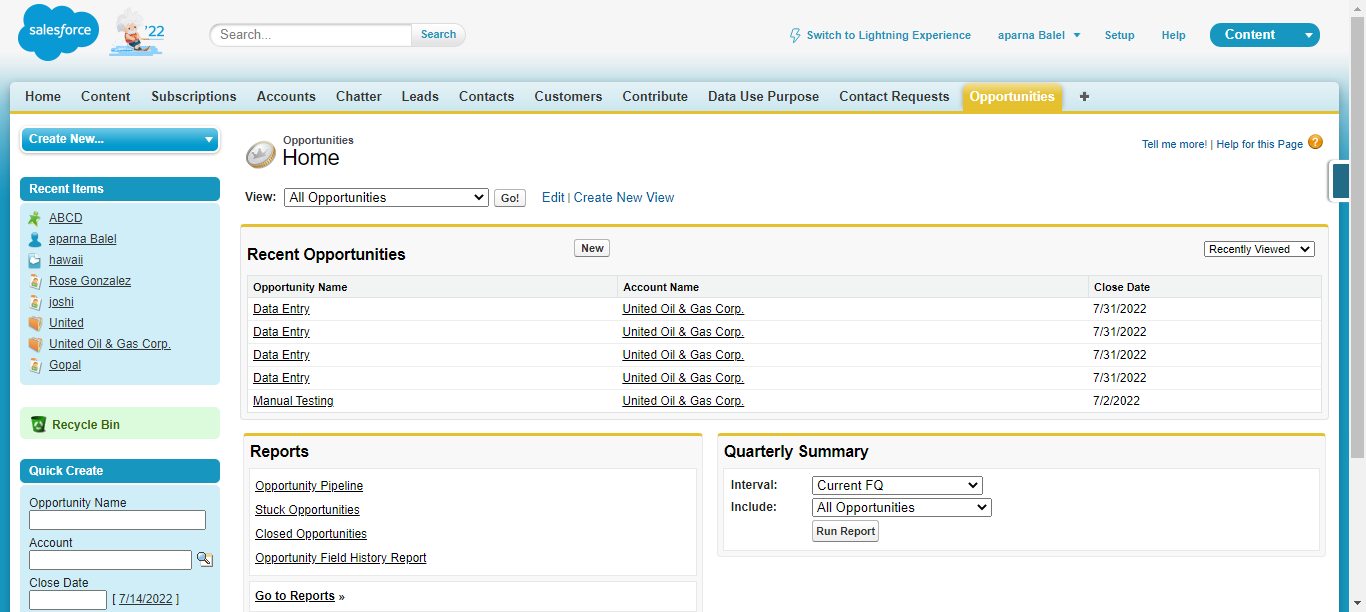 salesforce
'22
Search...
Search
Switch to Lightning Experience
aparna Balel
Setup
Help
Content
Home
Content
Subscriptions
Accounts
Chatter
Leads
Contacts
Customers
Contribute
Data Use Purpose
Contact Requests
Opportunities
+
Create New...
Recent Items
ABCD
aparna Balel
hawaii
Rose Gonzalez
joshi
United
United Oil & Gas Corp.
Gopal
Recycle Bin
Quick Create
Opportunity Name
Account
Close Date
[ 7/14/2022 ]
Opportunities
Home
Tell me more! | Help for this Page ?
View: All Opportunities Go! Edit | Create New View
Recent Opportunities New Recently Viewed
Opportunity Name Account Name Close Date
Data Entry United Oil & Gas Corp. 7/31/2022
Data Entry United Oil & Gas Corp. 7/31/2022
Data Entry United Oil & Gas Corp. 7/31/2022
Data Entry United Oil & Gas Corp. 7/31/2022
Manual Testing United Oil & Gas Corp. 7/2/2022
Reports
Opportunity Pipeline
Stuck Opportunities
Closed Opportunities
Opportunity Field History Report
Go to Reports »
Quarterly Summary
Interval: Current FQ
Include: All Opportunities
Run Report